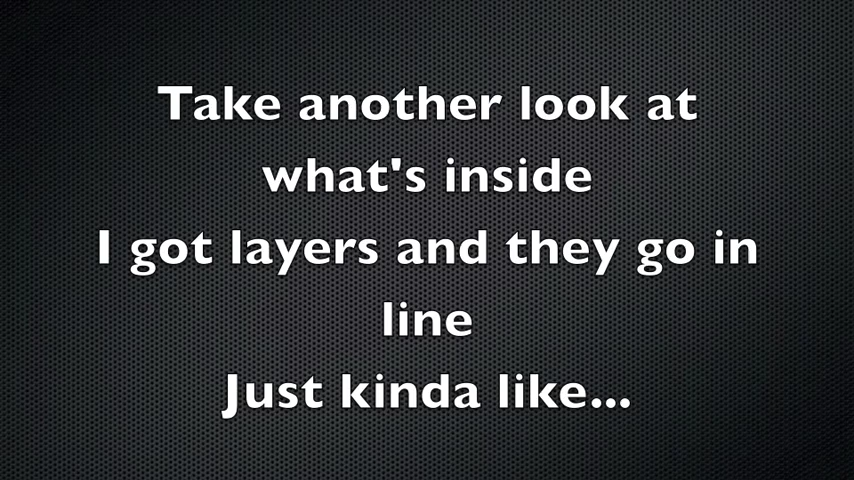 Take another look at
what's inside
I got layers and they go in
line
Just kinda like...